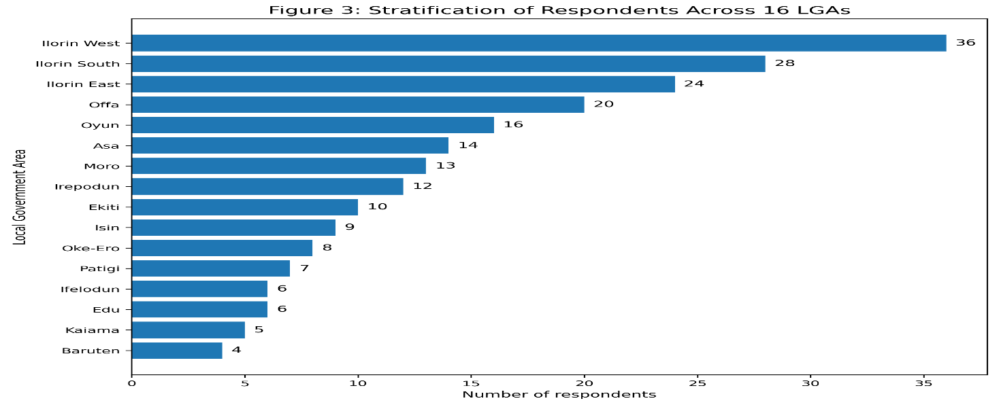 Figure 3: Stratification of Respondents Across 16 LGAs
Local Government Area
Ilorin West 36
Ilorin South 28
Ilorin East 24
Offa 20
Oyun 16
Asa 14
Moro 13
Irepodun 12
Ekiti 10
Isin 9
Oke-Ero 8
Patigi 7
Ifelodun 6
Edu 6
Kaiama 5
Baruten 4
0 5 10 15 20 25 30 35
Number of respondents